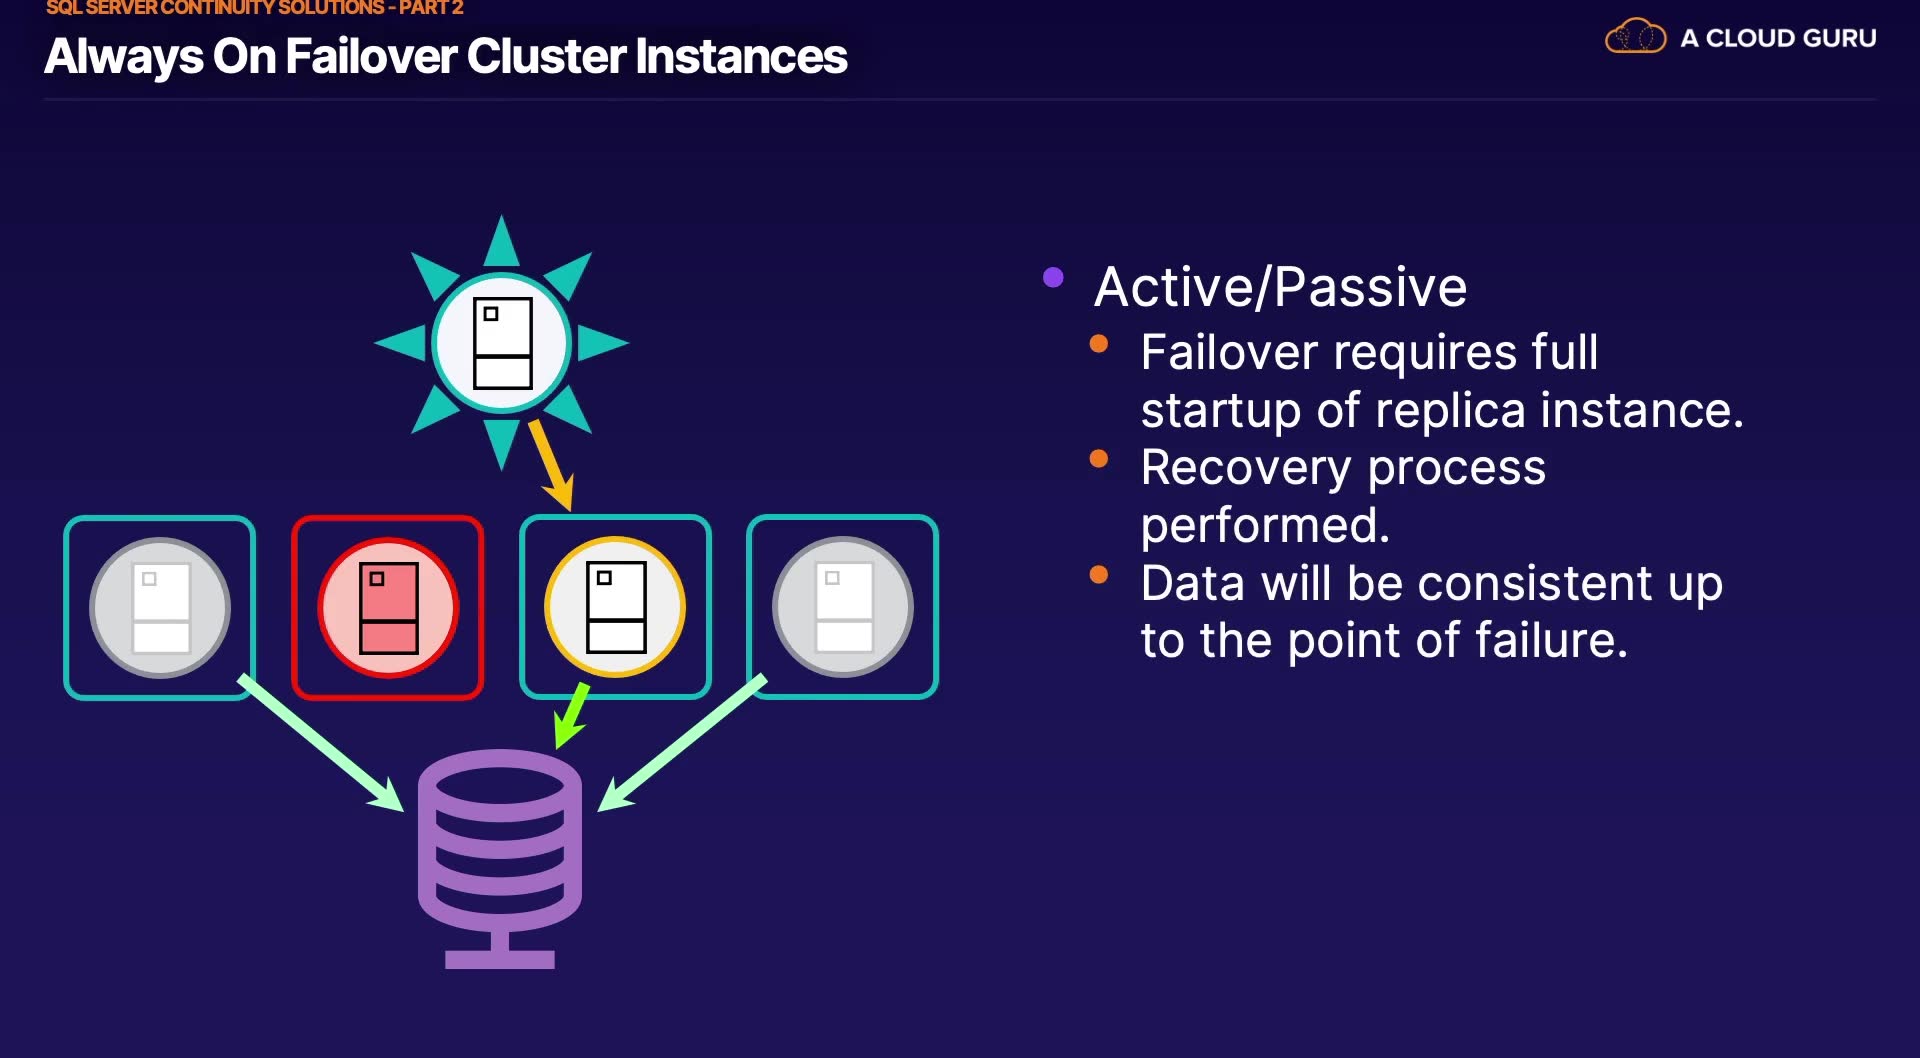 SQL SERVER CONTINUITY SOLUTIONS - PART 2
Always On Failover Cluster Instances
A CLOUD GURU
Active/Passive
Failover requires full
startup of replica instance.
Recovery process
performed.
Data will be consistent up
to the point of failure.